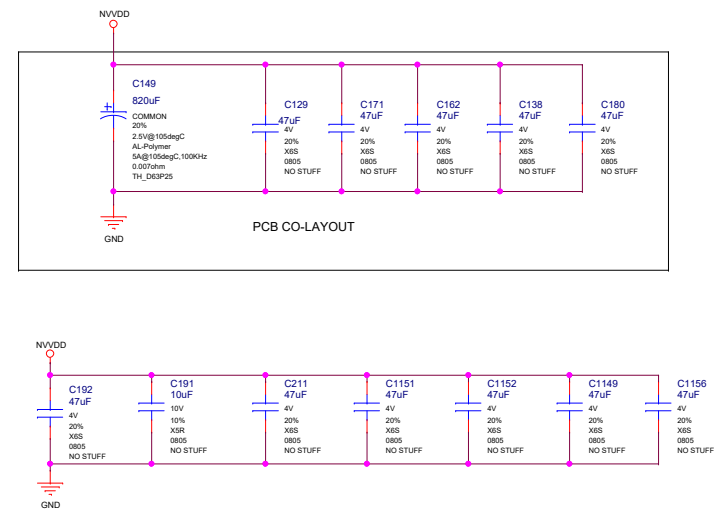 NVVDD
C149
820uF
+
COMMON
20%
2.5V@105degC
AL-Polymer
5A@105degC,100KHz
0.007ohm
TH_D63P25
C129
47uF
4V
20%
X6S
0805
NO STUFF
C171
47uF
4V
20%
X6S
0805
NO STUFF
C162
47uF
4V
20%
X6S
0805
NO STUFF
C138
47uF
4V
20%
X6S
0805
NO STUFF
C180
47uF
4V
20%
X6S
0805
NO STUFF
GND
PCB CO-LAYOUT
NVVDD
C192
47uF
4V
20%
X6S
0805
NO STUFF
C191
10uF
10V
10%
X5R
0805
NO STUFF
C211
47uF
4V
20%
X6S
0805
NO STUFF
C1151
47uF
4V
20%
X6S
0805
NO STUFF
C1152
47uF
4V
20%
X6S
0805
NO STUFF
C1149
47uF
4V
20%
X6S
0805
NO STUFF
C1156
47uF
4V
20%
X6S
0805
NO STUFF
GND